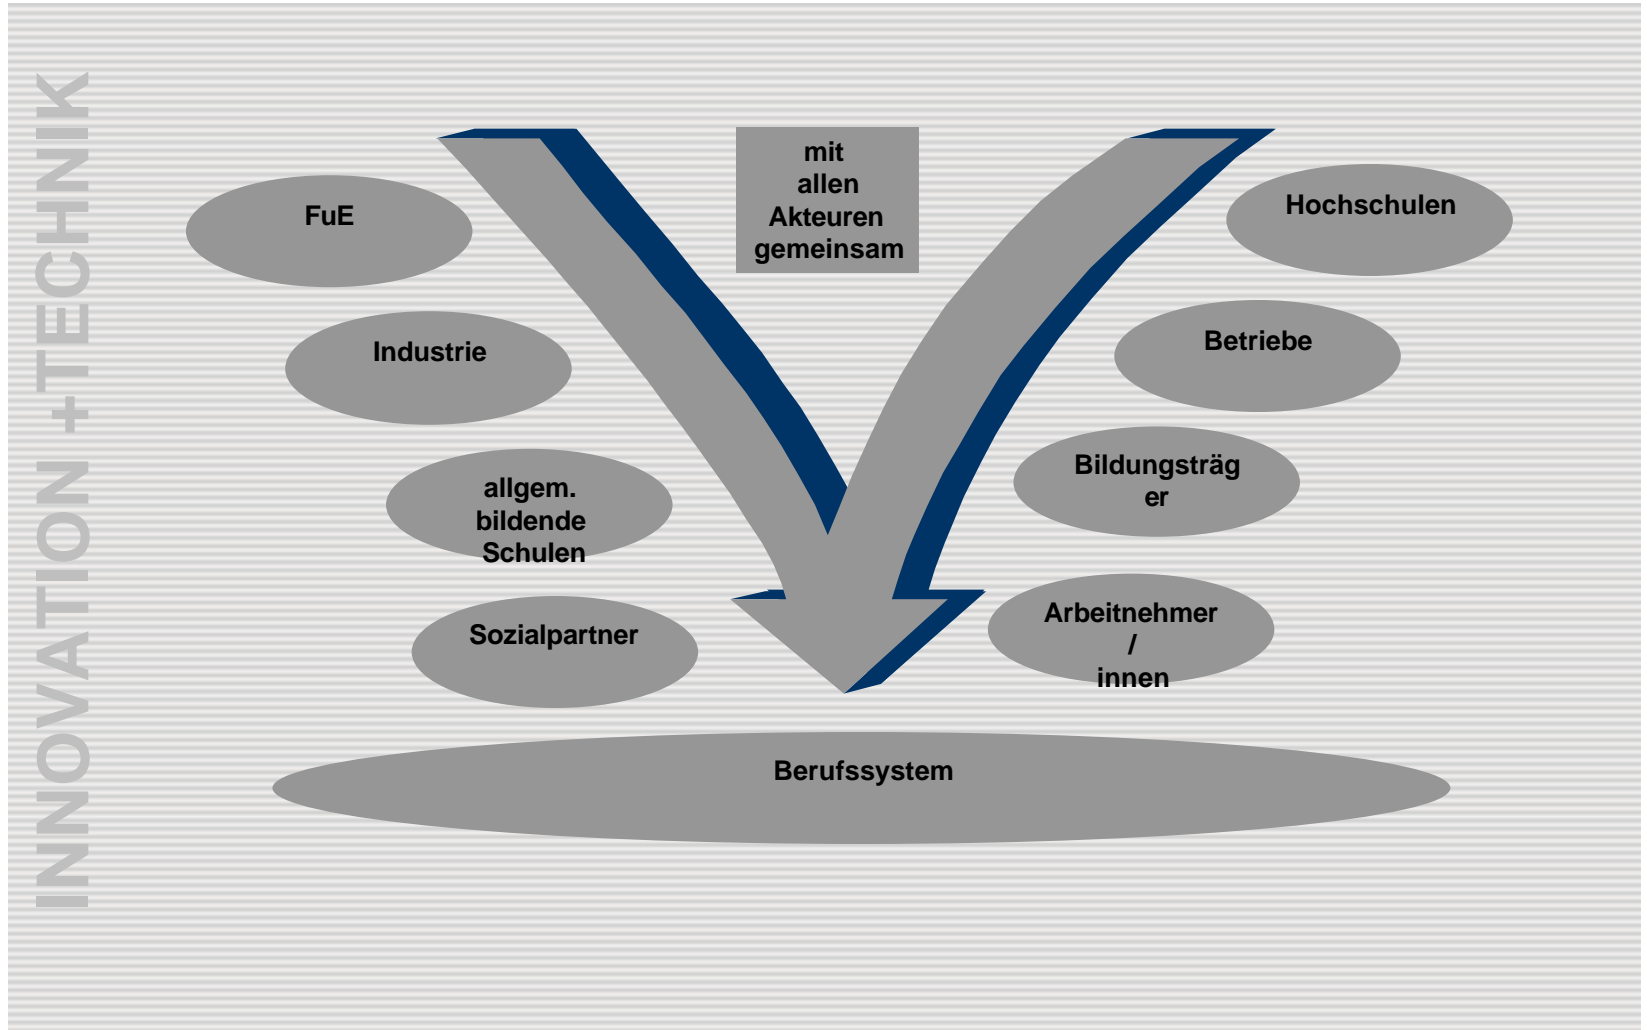 INNOVATION +TECHNIK
mit
allen
Akteuren
gemeinsam
FuE
Hochschulen
Industrie
Betriebe
allgem.
bildende
Schulen
Bildungsträg
er
Sozialpartner
Arbeitnehmer
/
innen
Berufssystem